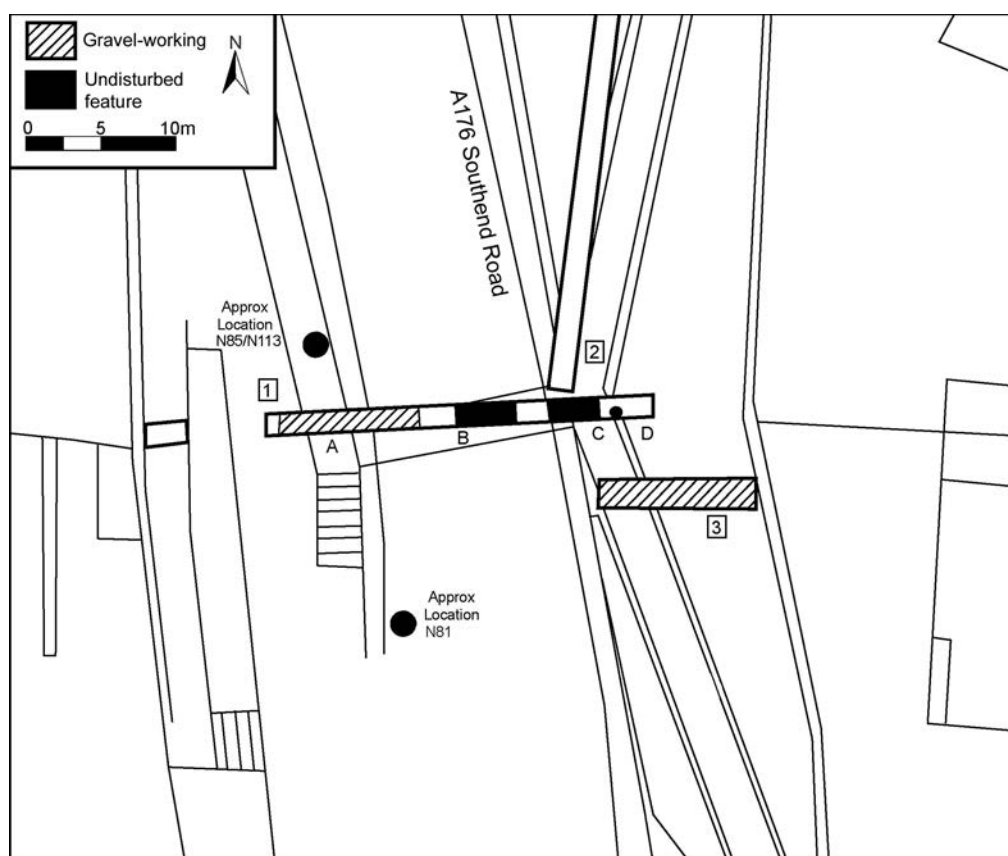 Gravel-working
N
Undisturbed
feature
0 5 10m
A176 Southend Road
Approx
Location
N85/N113
2
1
A
B
C
D
3
Approx
Location
N81